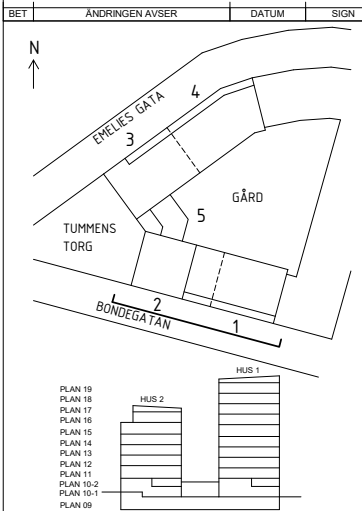 BET ÄNDRINGEN AVSER DATUM SIGN
N
EMELIES GATA
4
3
GÅRD
5
TUMMENS
TORG
2
1
BONDEGATAN
HUS 1
PLAN 19
PLAN 18 HUS 2
PLAN 17
PLAN 16
PLAN 15
PLAN 14
PLAN 13
PLAN 12
PLAN 11
PLAN 10-2
PLAN 10-1
PLAN 09